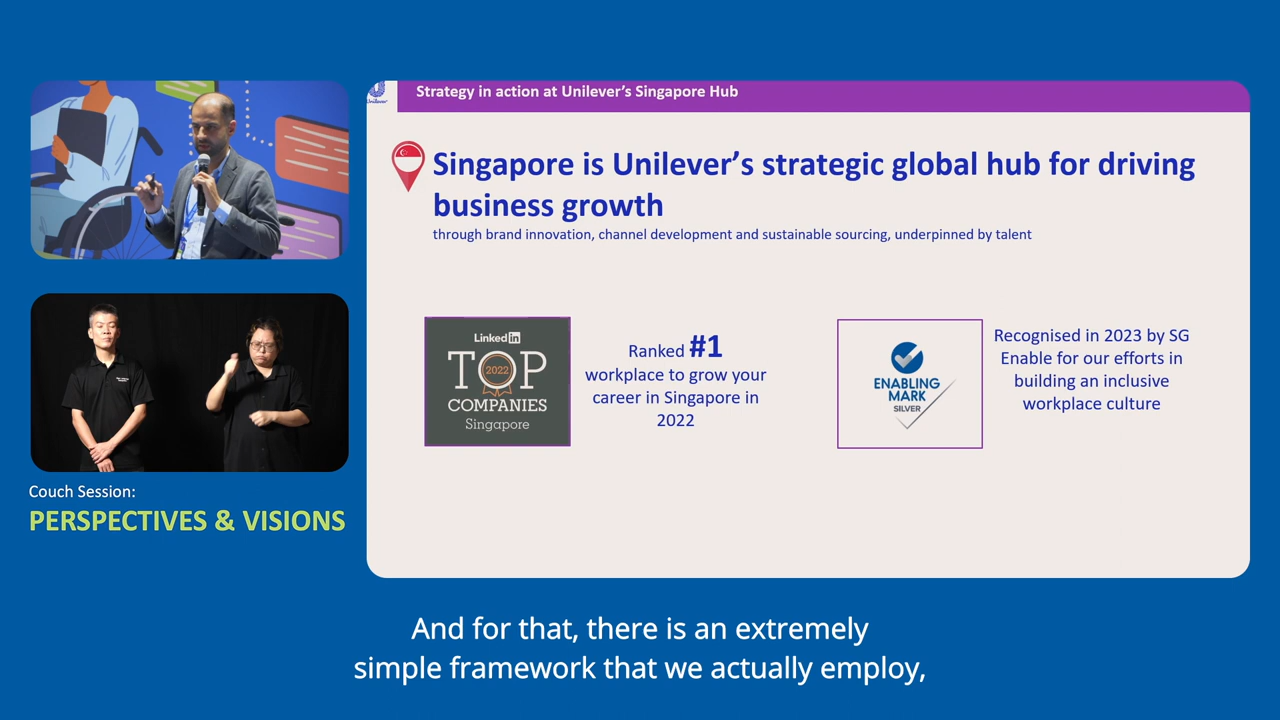 Unilever
Strategy in action at Unilever's Singapore Hub
Singapore is Unilever's strategic global hub for driving
business growth
through brand innovation, channel development and sustainable sourcing, underpinned by talent
Linked in
TOP
2022
COMPANIES
Singapore
Ranked #1
workplace to grow your
career in Singapore in
2022
ENABLING
MARK
SILVER
Recognised in 2023 by SG
Enable for our efforts in
building an inclusive
workplace culture
Couch Session:
PERSPECTIVES & VISIONS
And for that, there is an extremely
simple framework that we actually employ,